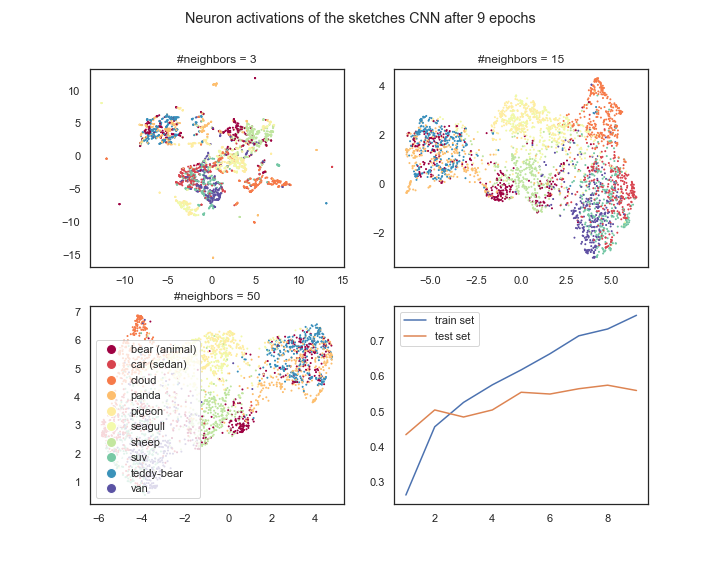 Neuron activations of the sketches CNN after 9 epochs
#neighbors = 3
10
5
0
−5
−10
−15
−10
−5
0
5
10
15
#neighbors = 15
4
2
0
−2
−5.0
−2.5
0.0
2.5
5.0
#neighbors = 50
7
6
5
4
3
2
1
−6
−4
−2
0
2
4
bear (animal)
car (sedan)
cloud
panda
pigeon
seagull
sheep
suv
teddy-bear
van
train set
test set
0.7
0.6
0.5
0.4
0.3
2
4
6
8